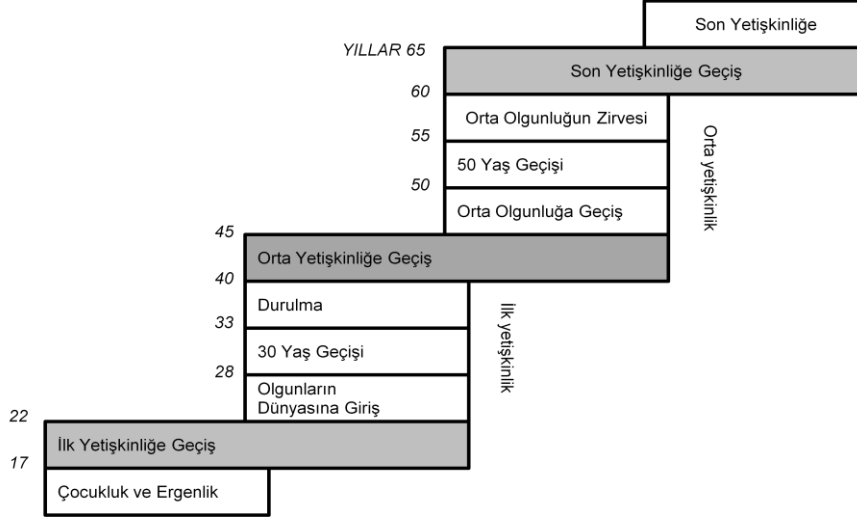 Son Yetişkinliğe
YILLAR 65
Son Yetişkinliğe Geçiş
60
Orta Olgunluğun Zirvesi
55
50 Yaş Geçişi
50
Orta Olgunluğa Geçiş
Orta yetişkinlik
45
Orta Yetişkinliğe Geçiş
40
Durulma
33
30 Yaş Geçişi
28
Olgunların
Dünyasına Giriş
İlk yetişkinlik
22
İlk Yetişkinliğe Geçiş
17
Çocukluk ve Ergenlik